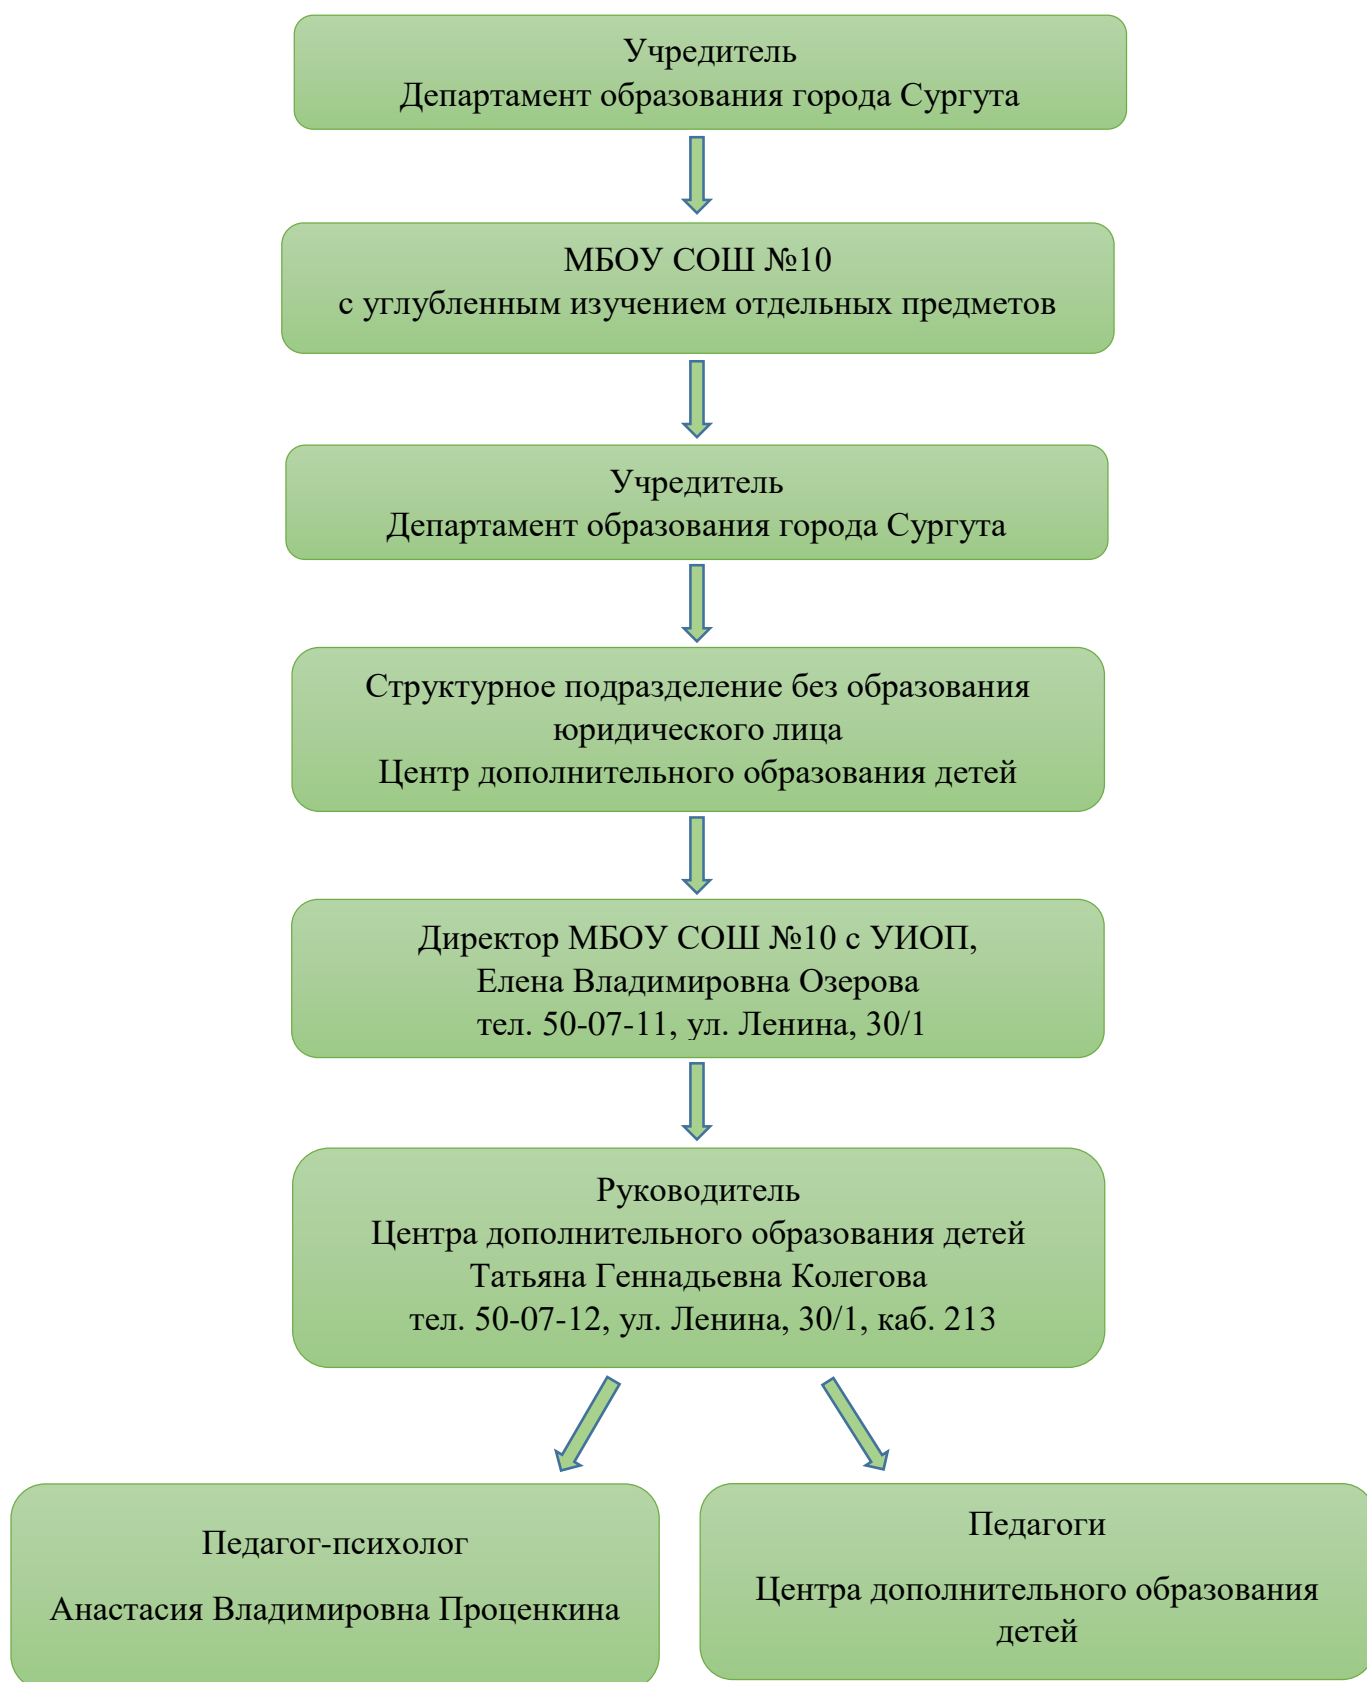 Учредитель
Департамент образования города Сургута
МБОУ СОШ №10
с углубленным изучением отдельных предметов
Учредитель
Департамент образования города Сургута
Структурное подразделение без образования
юридического лица
Центр дополнительного образования детей
Директор МБОУ СОШ №10 с УИОП,
Елена Владимировна Озерова
тел. 50-07-11, ул. Ленина, 30/1
Руководитель
Центра дополнительного образования детей
Татьяна Геннадьевна Колегова
тел. 50-07-12, ул. Ленина, 30/1, каб. 213
Педагог-психолог
Анастасия Владимировна Проценкина
Педагоги
Центра дополнительного образования
детей